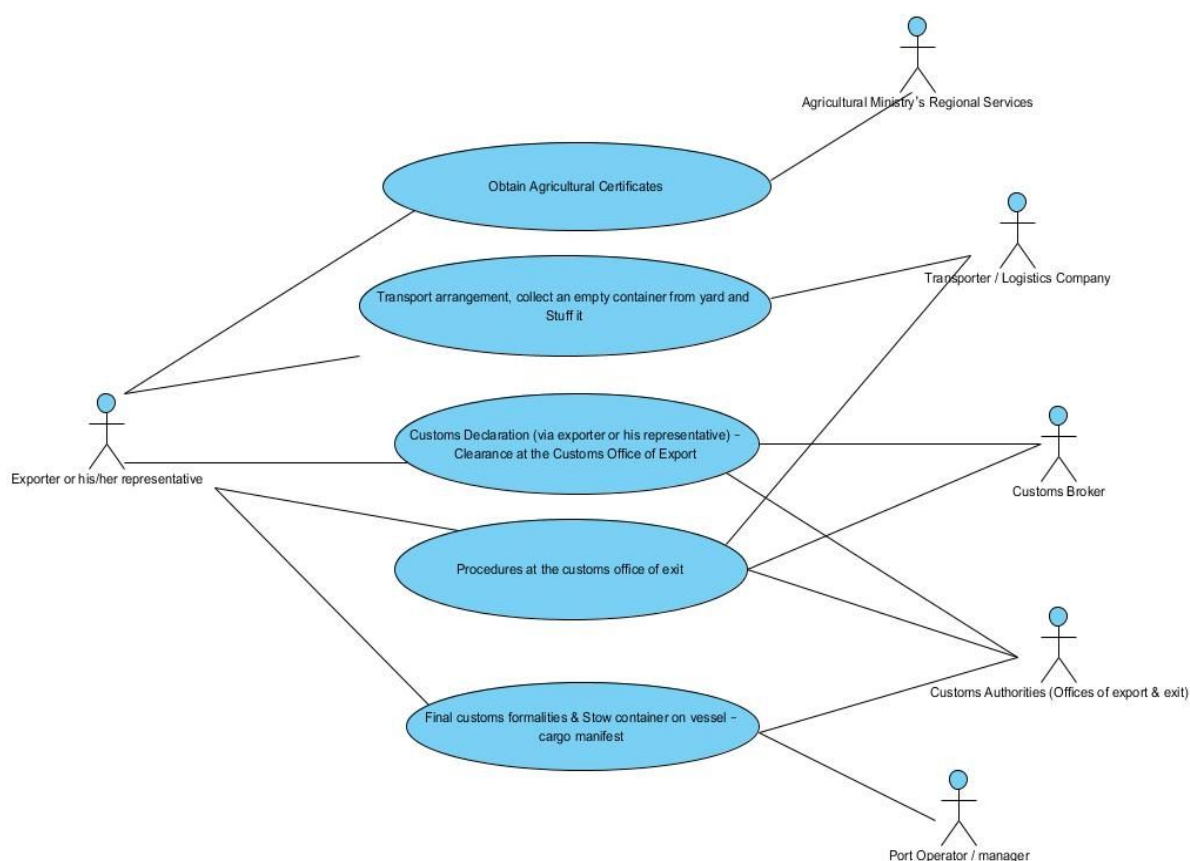 Agricultural Ministry's Regional Services
Obtain Agricultural Certificates
Transporter / Logistics Company
Transport arrangement, collect an empty container from yard and
Stuff it
Exporter or his/her representative
Customs Declaration (via exporter or his representative) –
Clearance at the Customs Office of Export
Customs Broker
Procedures at the customs office of exit
Customs Authorities (Offices of export & exit)
Final customs formalities & Stow container on vessel –
cargo manifest
Port Operator / manager